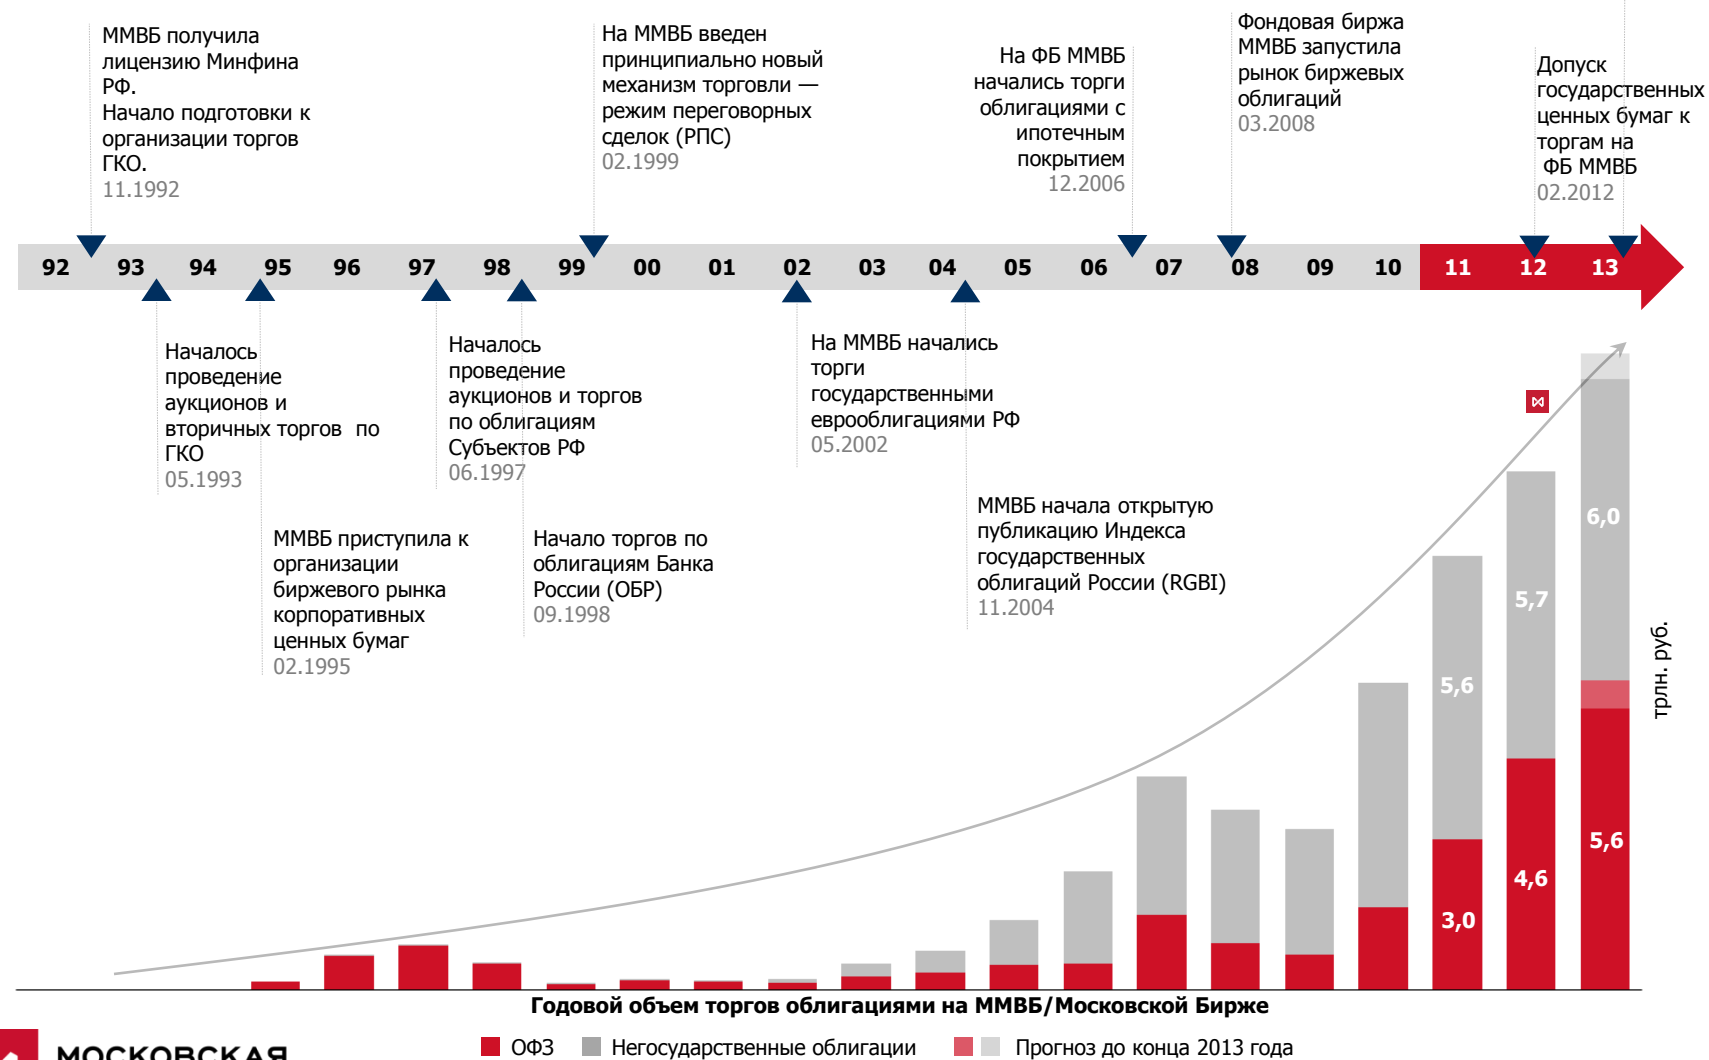 ММВБ получила
лицензию Минфина
РФ.
Начало подготовки к
организации торгов
ГКО.
11.1992
На ММВБ введен
принципиально новый
механизм торговли —
режим переговорных
сделок (РПС)
02.1999
На ФБ ММВБ
начались торги
облигациями с
ипотечным
покрытием
12.2006
Фондовая биржа
ММВБ запустила
рынок биржевых
облигаций
03.2008
Допуск
государственных
ценных бумаг к
торгам на
ФБ ММВБ
02.2012
92 93 94 95 96 97 98 99 00 01 02 03 04 05 06 07 08 09 10 11 12 13
Началось
проведение
аукционов и
вторичных торгов по
ГКО
05.1993
ММВБ приступила к
организации
биржевого рынка
корпоративных
ценных бумаг
02.1995
Началось
проведение
аукционов и торгов
по облигациям
Субъектов РФ
06.1997
Начало торгов по
облигациям Банка
России (ОБР)
09.1998
На ММВБ начались
торги
государственными
еврооблигациями РФ
05.2002
ММВБ начала открытую
публикацию Индекса
государственных
облигаций России (RGBI)
11.2004
5,6
3,0
5,7
4,6
6,0
5,6
трлн. руб.
Годовой объем торгов облигациями на ММВБ/Московской Бирже
ОФЗ
Негосударственные облигации
Прогноз до конца 2013 года
МОСКОВСКАЯ